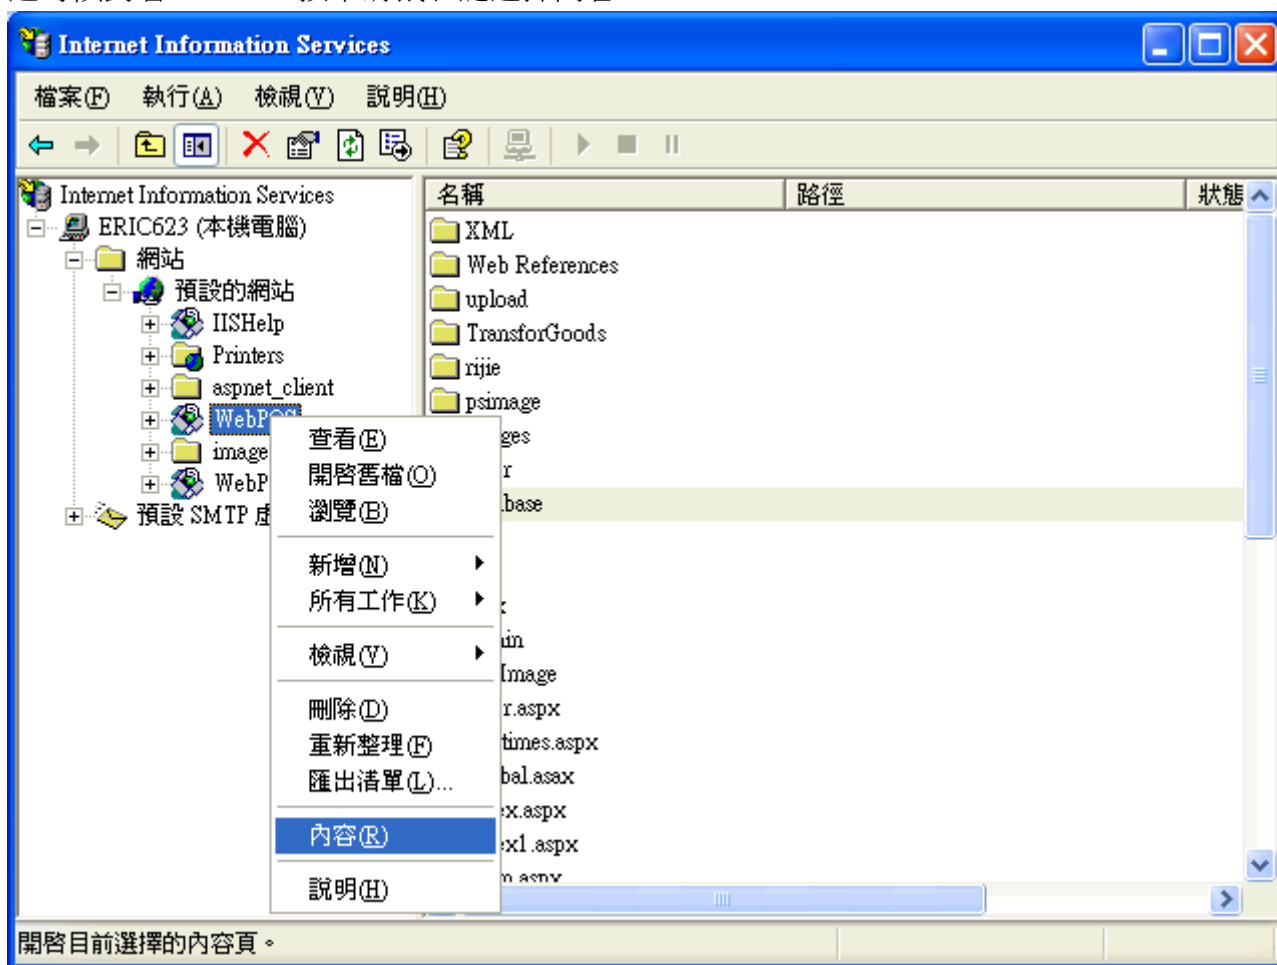 Internet Information Services
檔案(F) 執行(A) 檢視(V) 說明(H)
Internet Information Services
ERIC623 (本機電腦)
網站
預設的網站
IISHelp
Printers
aspnet_client
WebPOS
image
WebP
預設 SMTP 虛
名稱 路徑 狀態
XML
Web References
upload
TransforGoods
rijie
psimage
ges
r
base
in
Image
r.aspx
times.aspx
bal.asax
x.aspx
x1.aspx
查看(E)
開啓舊檔(O)
瀏覽(B)
新增(N)
所有工作(K)
檢視(V)
刪除(D)
重新整理(F)
匯出清單(L)...
內容(R)
說明(H)
開啓目前選擇的內容頁。